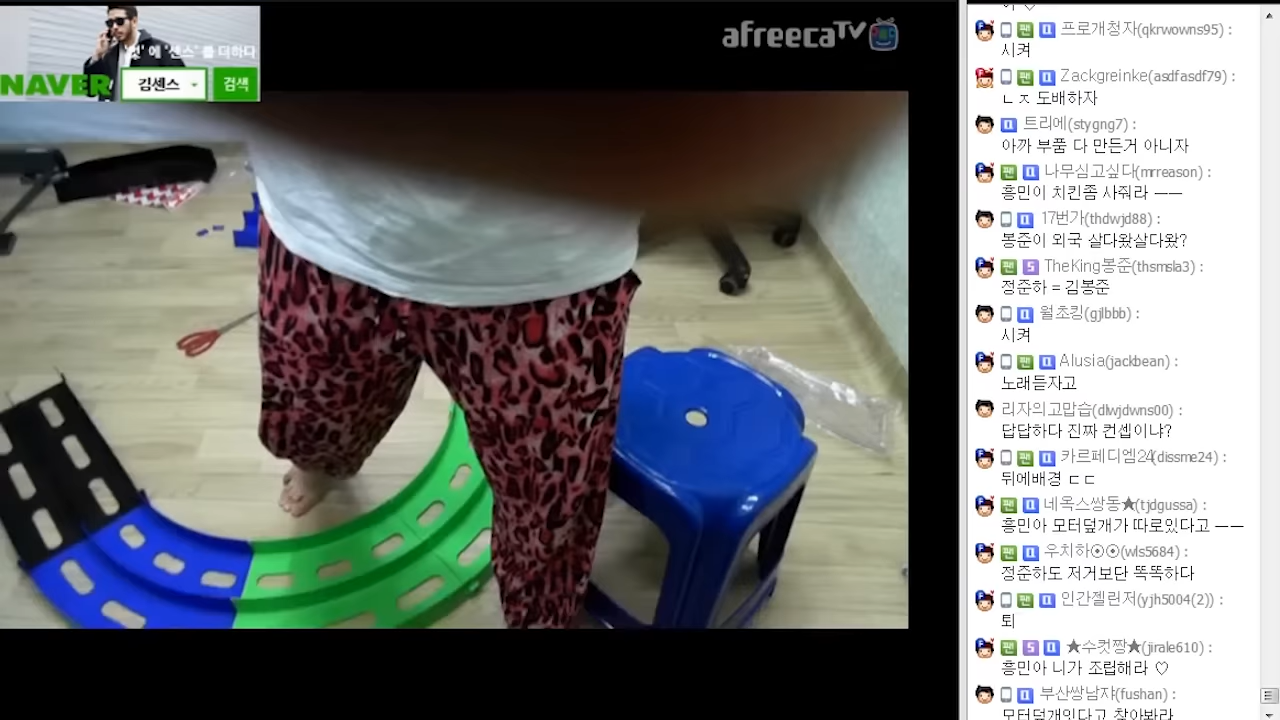 afreecaTV
'멋' 에 '센스' 를 더하다
NAVER
김센스
검색
프로개청자(qkrwowns95) :
시켜
Zackgreinke(asdfasdf79) :
ㄴㅈ 도배하자
트리에(stygng7) :
아까 부품 다 만든거 아니자
나무심고싶다(mrreason) :
흥민이 치킨좀 사줘라 ㅡㅡ
17번가(thdwjd88) :
봉준이 외국 살다왔살다왔?
TheKing봉준(thsmsla3) :
정준하 = 김봉준
월초킹(gjlbbb) :
시켜
Alusia(jackbean) :
노래듣자고
리자의고맙습(dlwjdwns00) :
답답하다 진짜 컨셉이냐?
카르페디엠24(dissme24) :
뒤에배경 ㄷㄷ
네옥스쌍동★(tjdgussa) :
흥민아 모터덮개가 따로있다고 ㅡㅡ
우치하⊙⊙(wls5684) :
정준하도 저거보단 똑똑하다
인간젤린저(yjh5004(2)) :
퇴
★수컷짱★(jirale610) :
흥민아 니가 조립해라 ♡
부산쌍남쟈(fushan) :
모터덮개있다고 찾아봐라